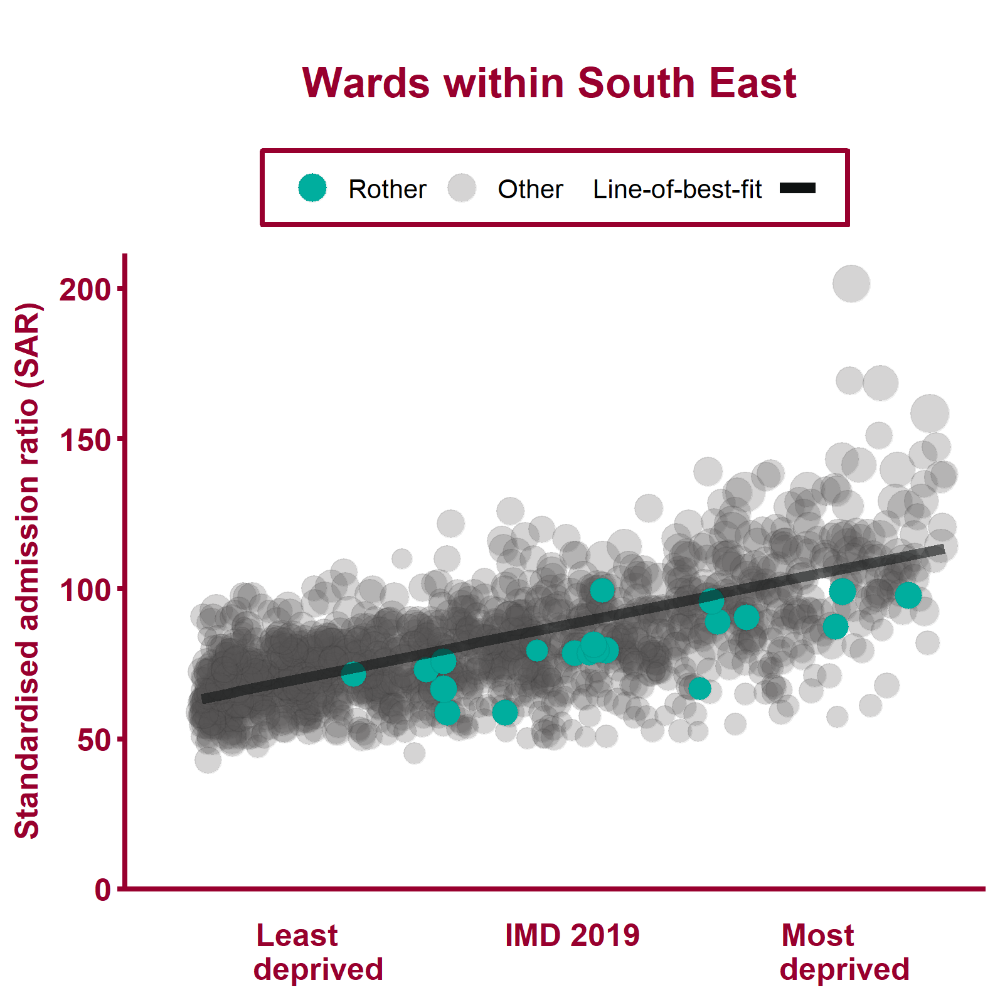 Wards within South East
Rother
Other
Line-of-best-fit
Standardised admission ratio (SAR)
200
150
100
50
0
Least
deprived
IMD 2019
Most
deprived